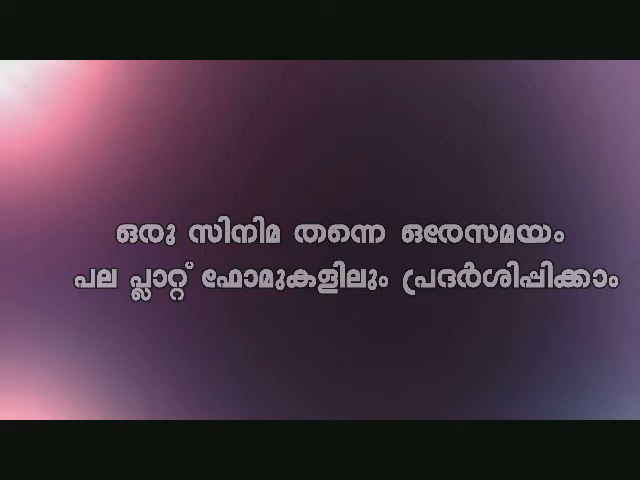 ഒരു സിനിമ തന്നെ ഒരേസമയം
പല പ്ലാറ്റ് ഫോമുകളിലും പ്രദർശിപ്പിക്കാം